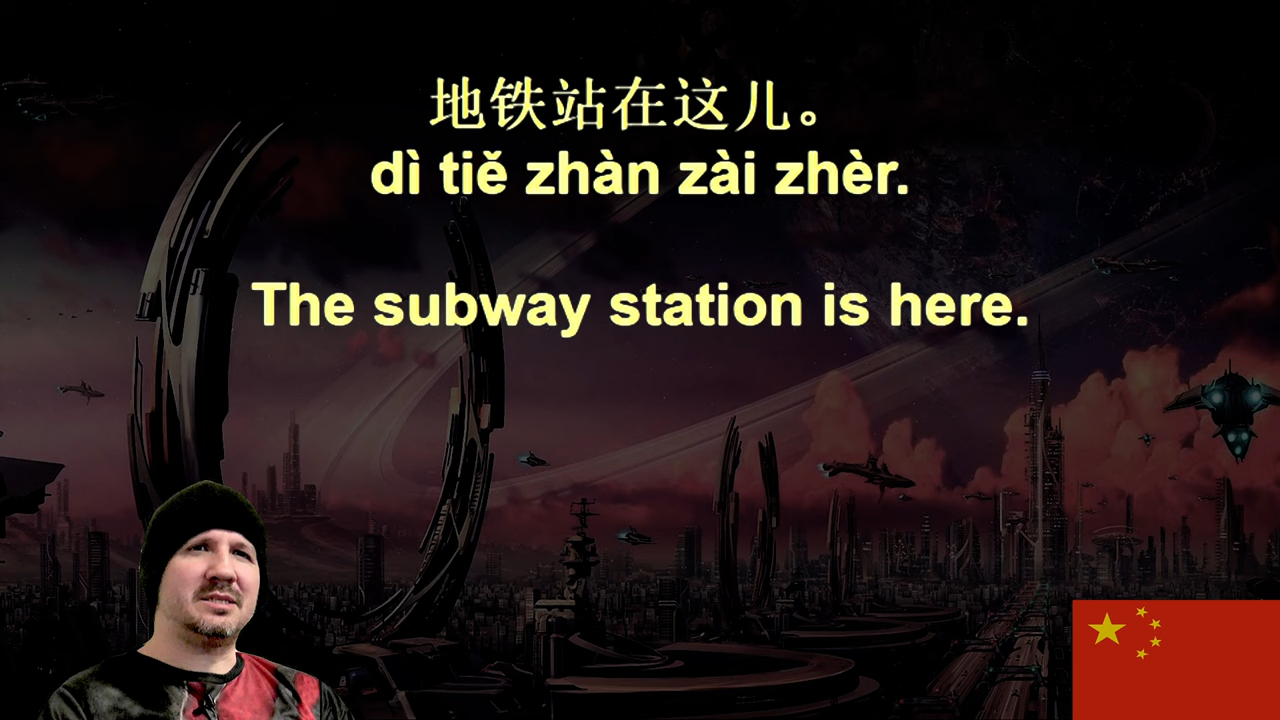 地铁站在这儿。
dì tiě zhàn zài zhèr.
The subway station is here.